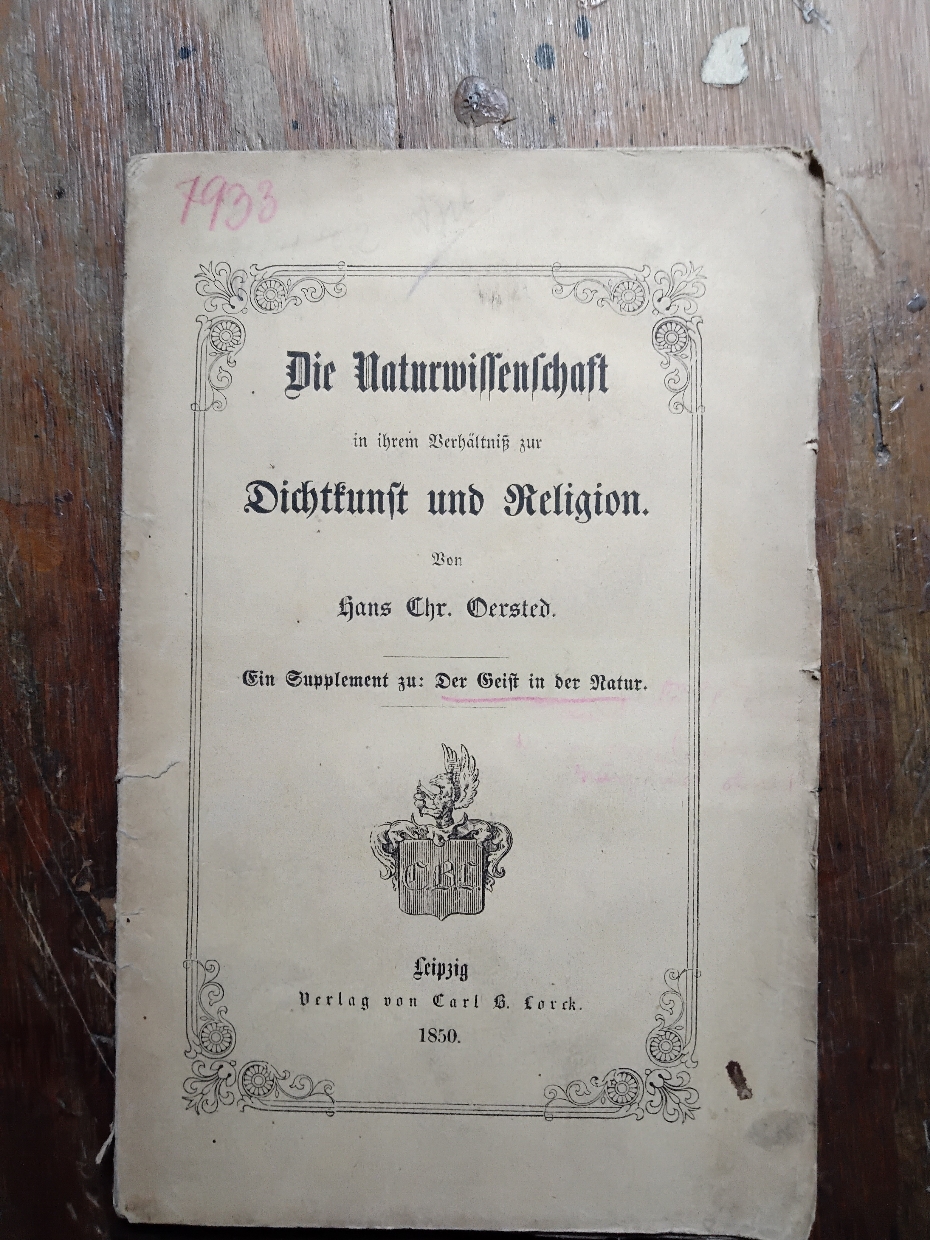 1933
Die Naturwiſſenſchaft
in ihrem Verhältniß zur
Dichtkunſt und Religion.
Von
Hans Chr. Oersted.
Ein Supplement zu: Der Geiſt in der Natur.
C B L
Leipzig
Verlag von Carl B. Lorck.
1850.